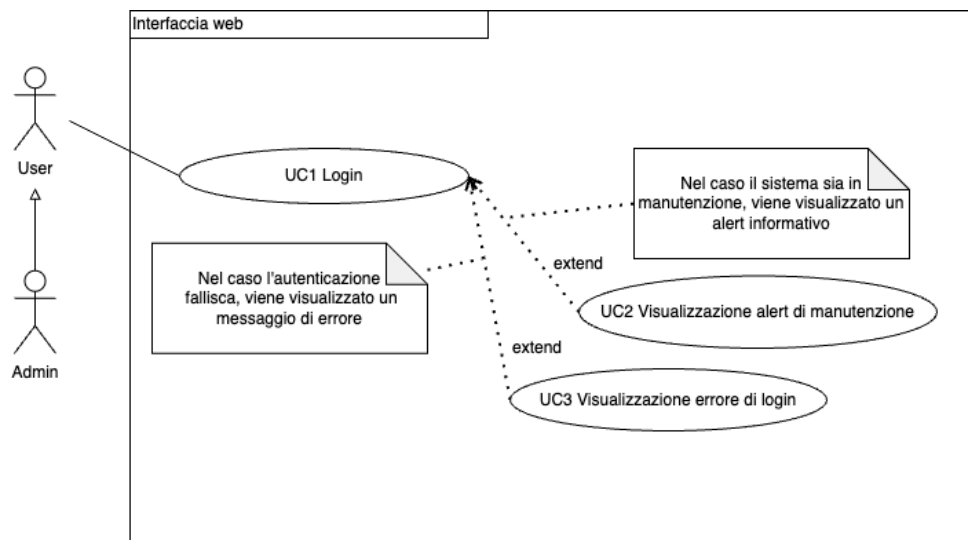 Interfaccia web
User
UC1 Login
Nel caso il sistema sia in
manutenzione, viene visualizzato un
alert informativo
Nel caso l'autenticazione
fallisca, viene visualizzato un
messaggio di errore
extend
UC2 Visualizzazione alert di manutenzione
extend
Admin
UC3 Visualizzazione errore di login